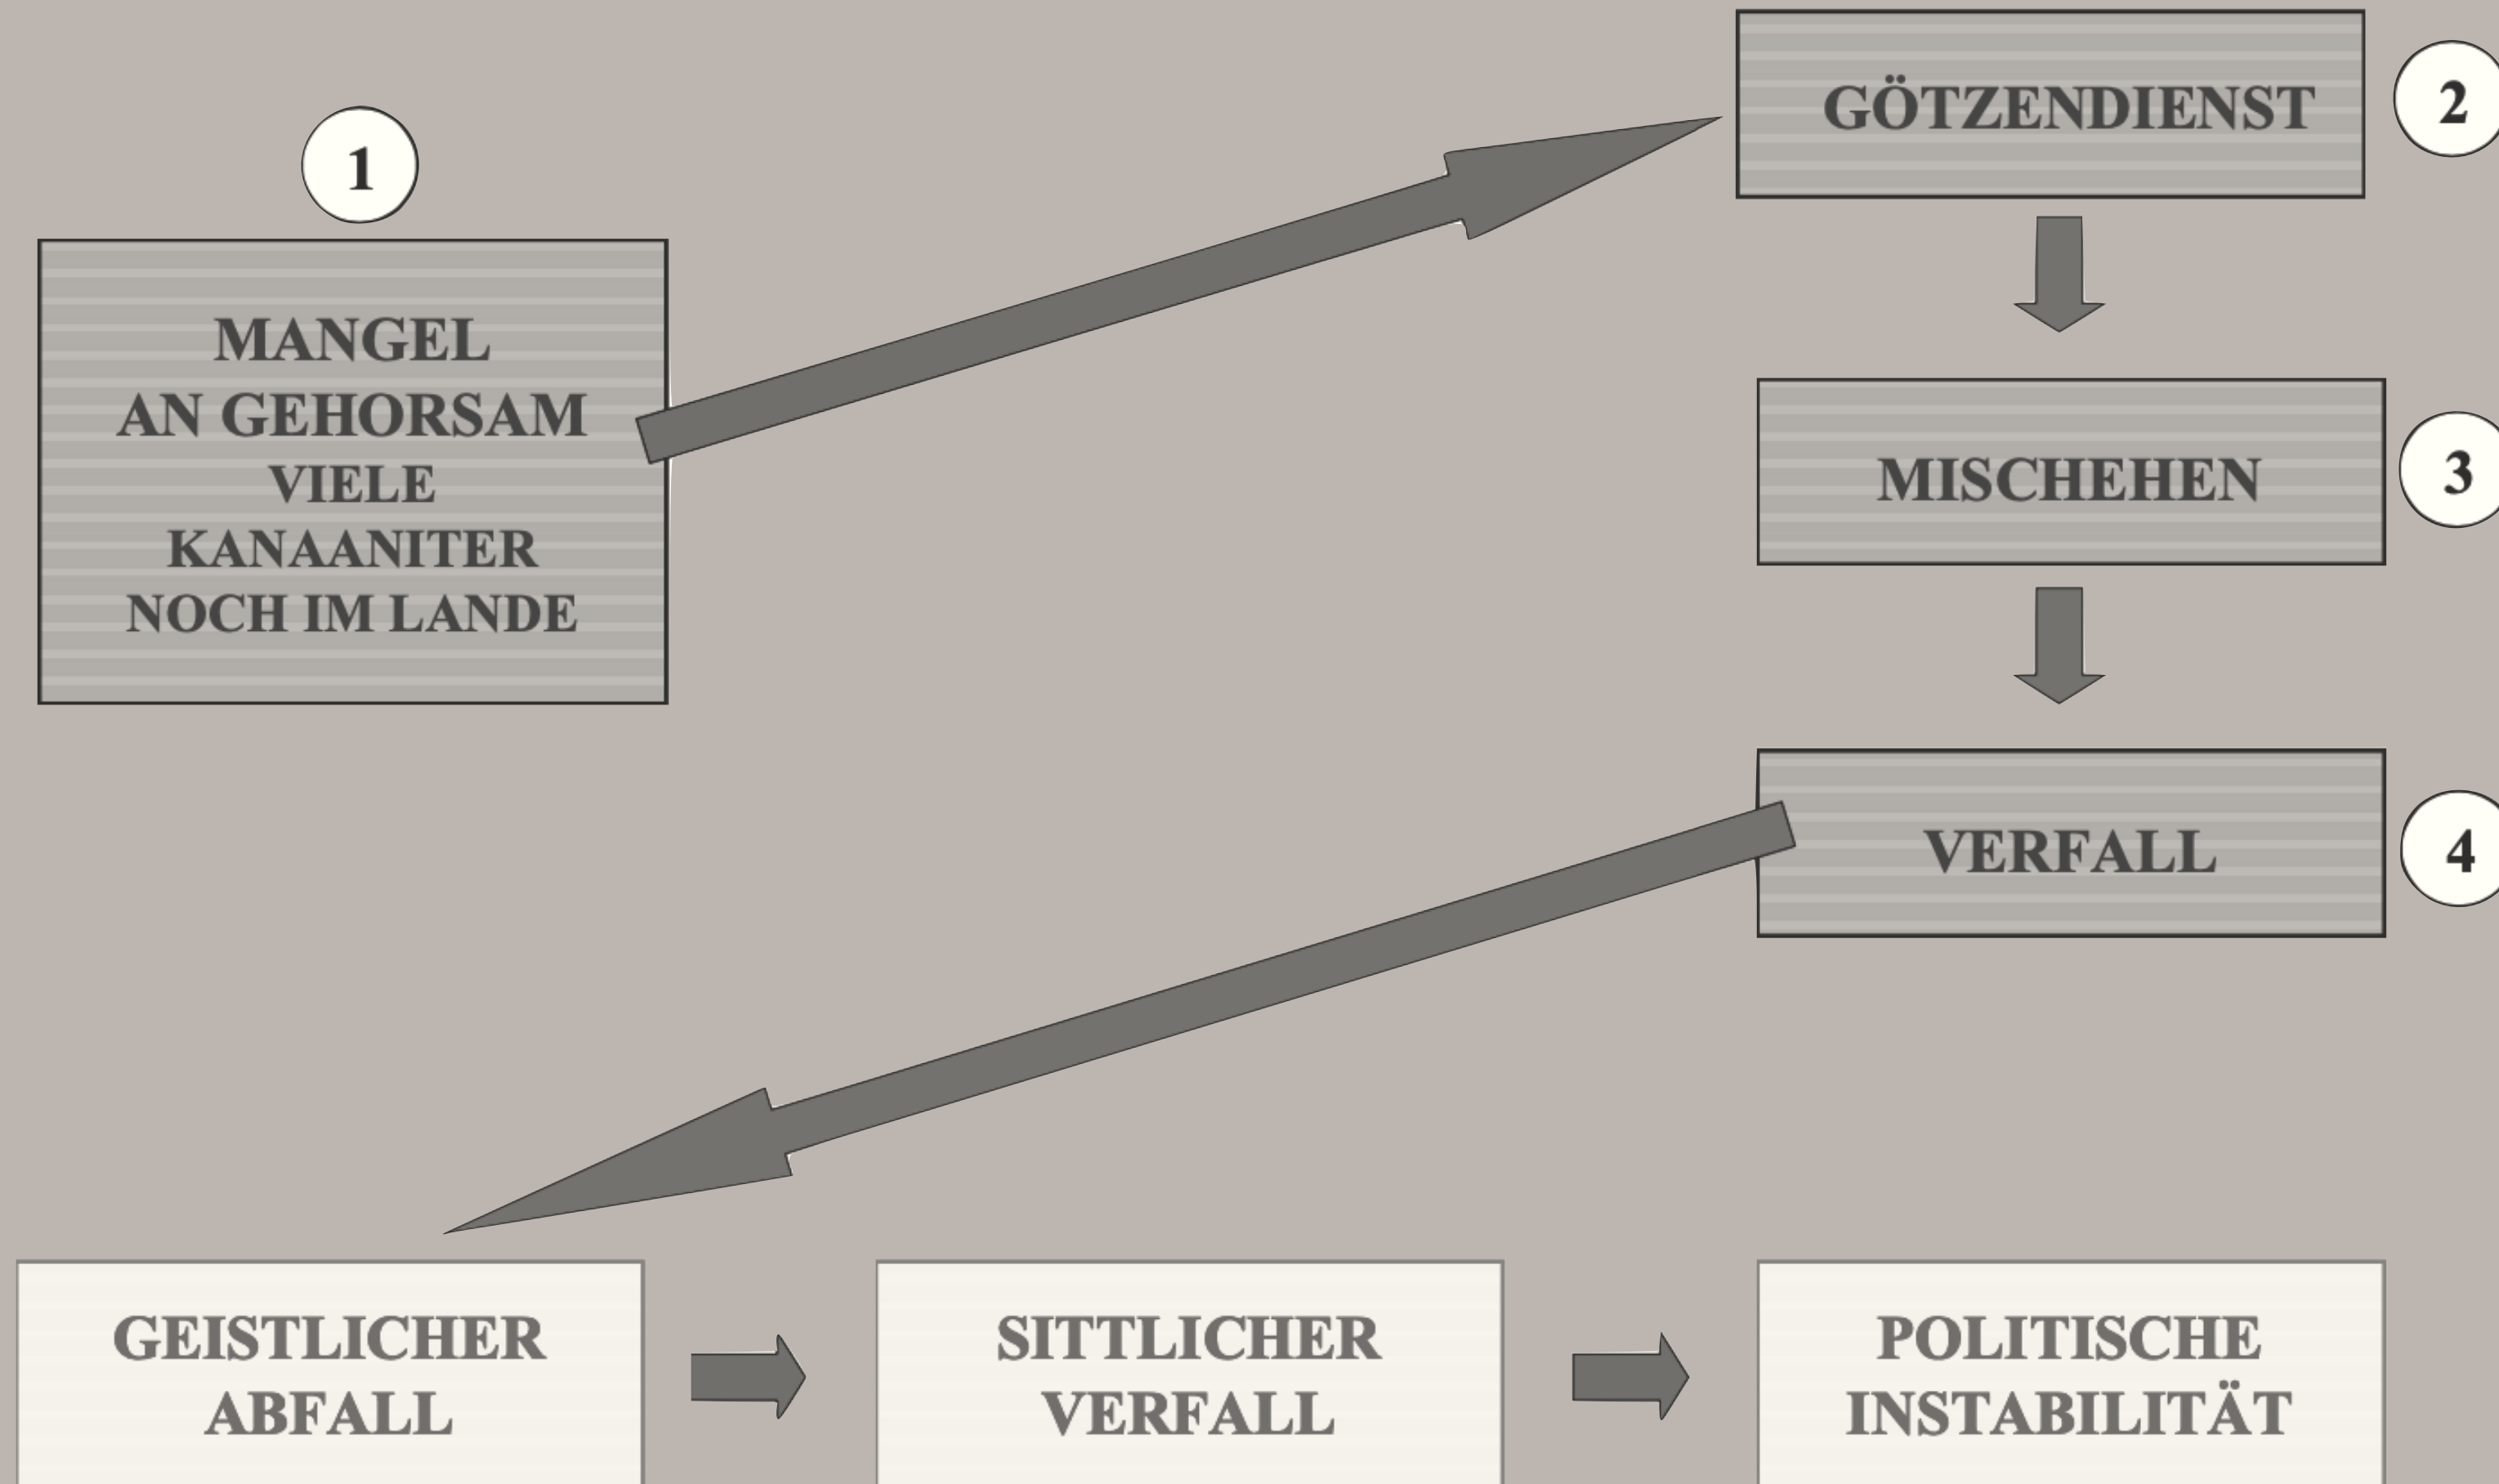 1
MANGEL
AN GEHORSAM
VIELE
KANAANITER
NOCH IM LANDE
GÖTZENDIENST
2
MISCHEHEN
3
VERFALL
4
GEISTLICHER
ABFALL
SITTLICHER
VERFALL
POLITISCHE
INSTABILITÄT